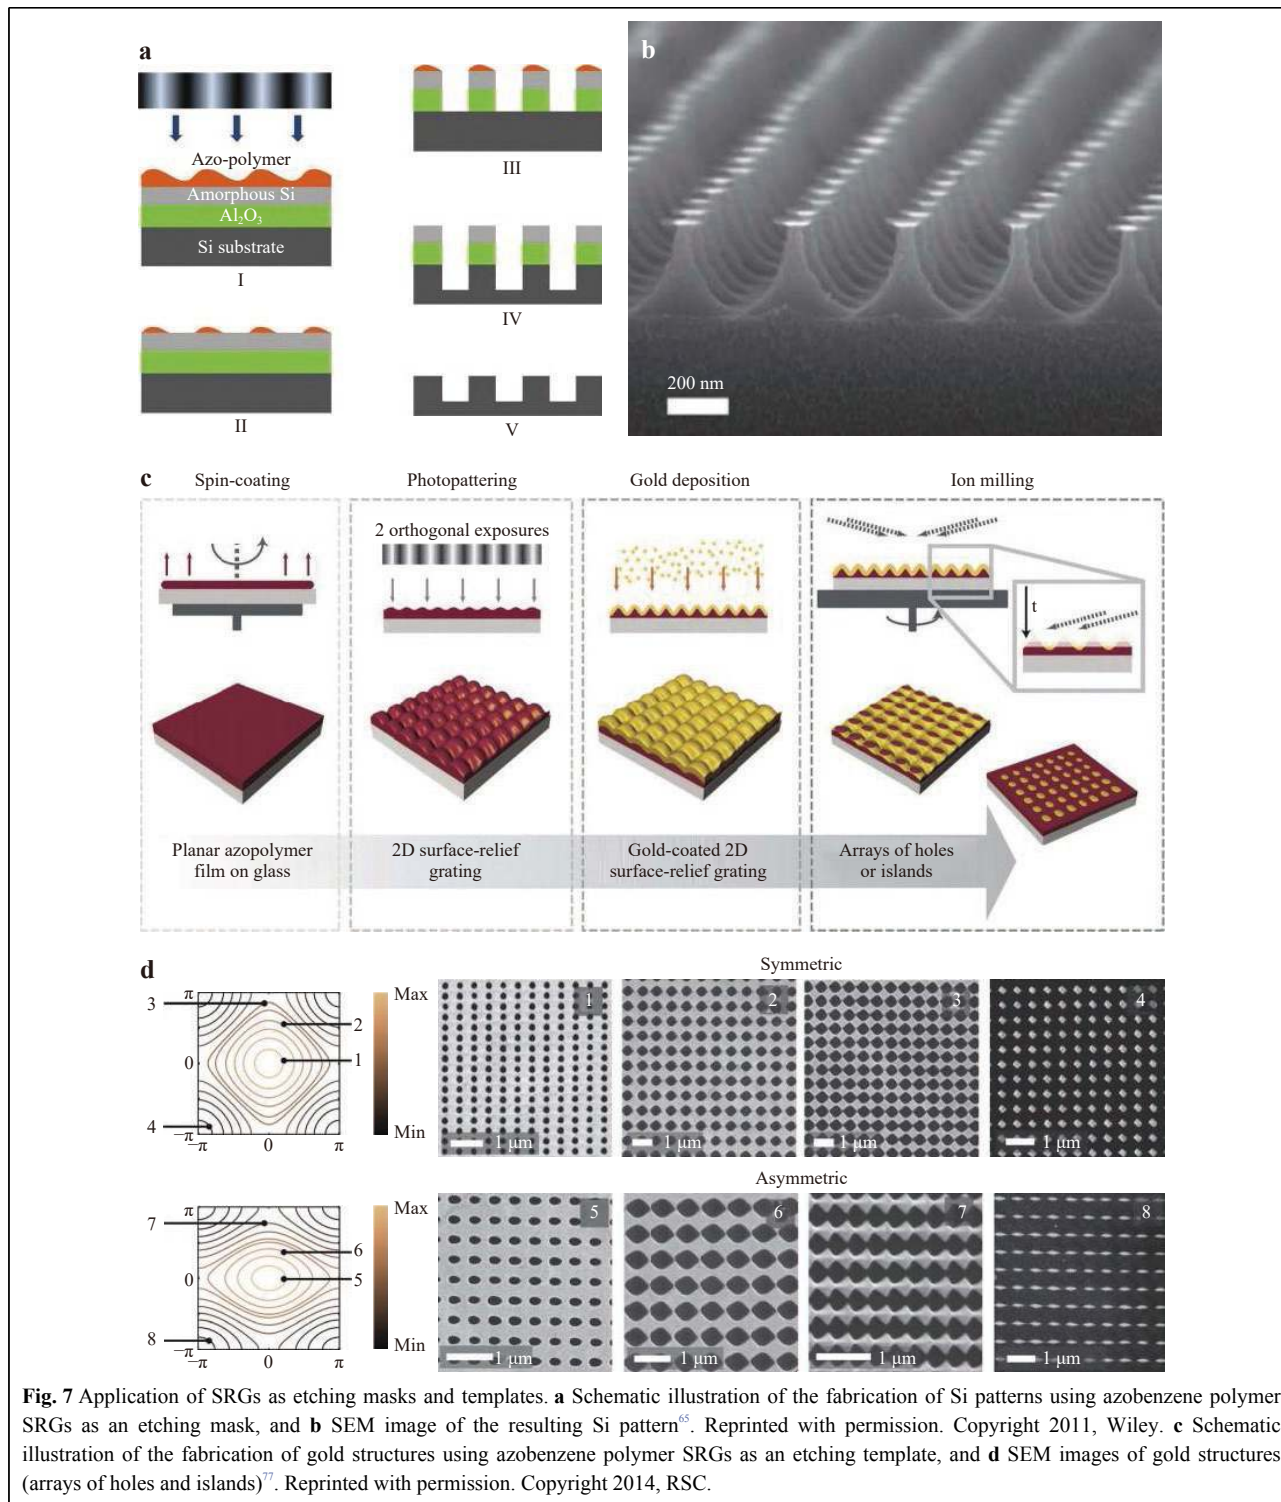 a
Azo-polymer
Amorphous Si
Al₂O₃
Si substrate
I
II
III
IV
V
b
200 nm
c
Spin-coating
Photopattering
Gold deposition
Ion milling
2 orthogonal exposures
t
Planar azopolymer
film on glass
2D surface-relief
grating
Gold-coated 2D
surface-relief grating
Arrays of holes
or islands
d
Symmetric
π
0
−π
−π
0
π
3
2
1
4
Max
Min
1
1 μm
2
1 μm
3
1 μm
4
1 μm
Asymmetric
π
0
−π
−π
0
π
7
6
5
8
Max
Min
5
1 μm
6
1 μm
7
1 μm
8
1 μm
Fig. 7 Application of SRGs as etching masks and templates. a Schematic illustration of the fabrication of Si patterns using azobenzene polymer
SRGs as an etching mask, and b SEM image of the resulting Si pattern⁶⁵. Reprinted with permission. Copyright 2011, Wiley. c Schematic
illustration of the fabrication of gold structures using azobenzene polymer SRGs as an etching template, and d SEM images of gold structures
(arrays of holes and islands)⁷⁷. Reprinted with permission. Copyright 2014, RSC.